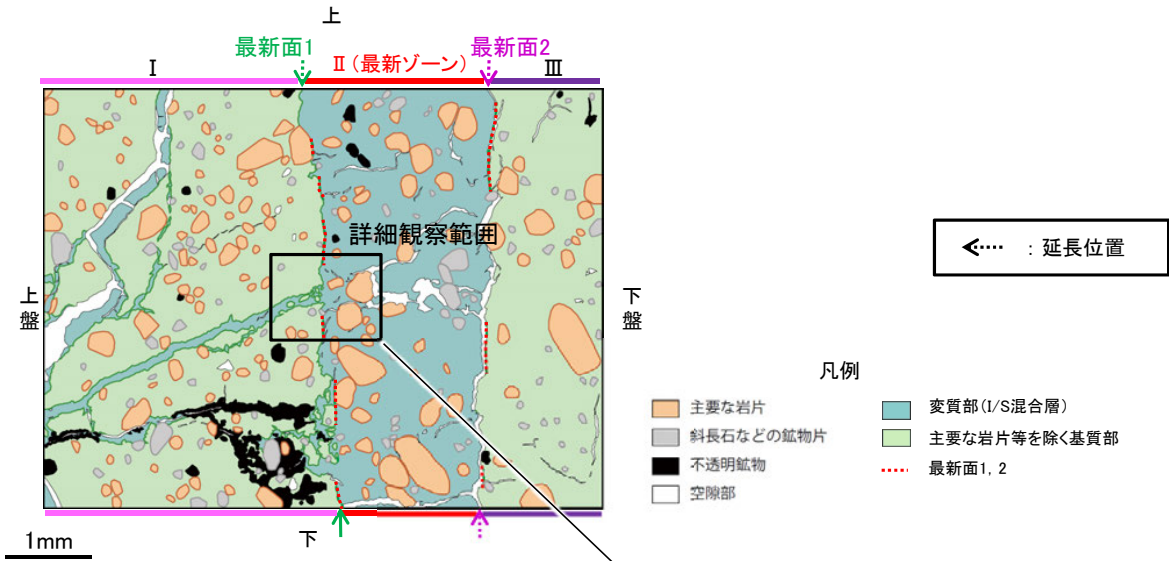 上
最新面1
最新面2
Ⅰ
Ⅱ(最新ゾーン)
Ⅲ
詳細観察範囲
上盤
下盤
下
1mm
:延長位置
凡例
主要な岩片
斜長石などの鉱物片
不透明鉱物
空隙部
変質部(I/S混合層)
主要な岩片等を除く基質部
最新面1, 2